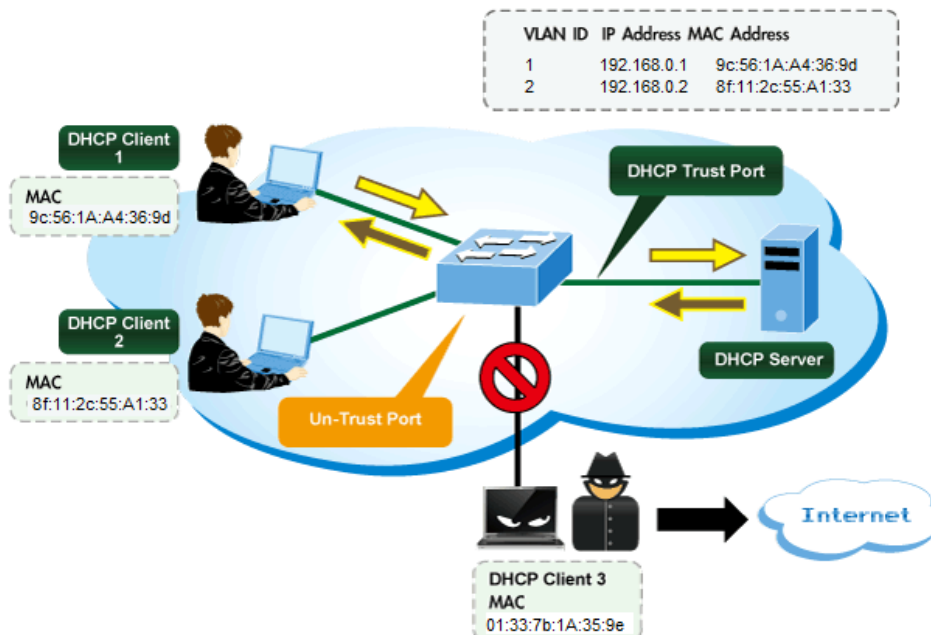 VLAN ID IP Address MAC Address
1 192.168.0.1 9c:56:1A:A4:36:9d
2 192.168.0.2 8f:11:2c:55:A1:33
DHCP Client
1
MAC
9c:56:1A:A4:36:9d
DHCP Trust Port
DHCP Client
2
MAC
8f:11:2c:55:A1:33
Un-Trust Port
DHCP Server
Internet
DHCP Client 3
MAC
01:33:7b:1A:35:9e